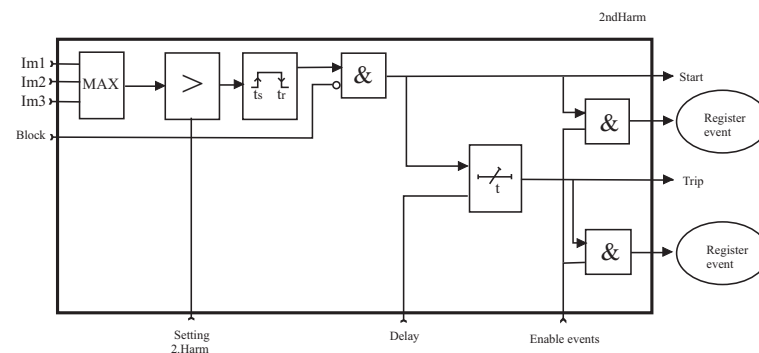 2ndHarm
Im1
Im2
Im3
MAX
>
ts tr
&
Start
Block
&
Register
event
t
Trip
&
Register
event
Setting
2.Harm
Delay
Enable events